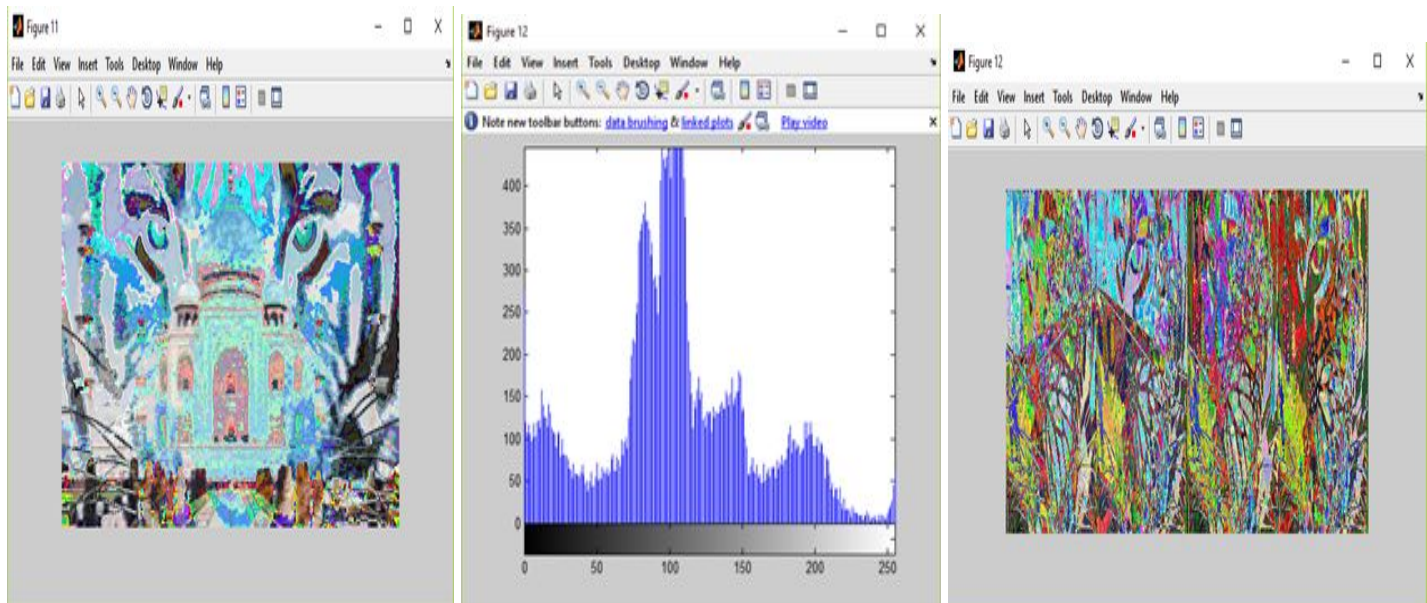 Figure 11
File Edit View Insert Tools Desktop Window Help
Figure 12
File Edit View Insert Tools Desktop Window Help
Note new toolbar buttons: data brushing & linked plots Play video
400
350
300
250
200
150
100
50
0
0 50 100 150 200 250
Figure 12
File Edit View Insert Tools Desktop Window Help